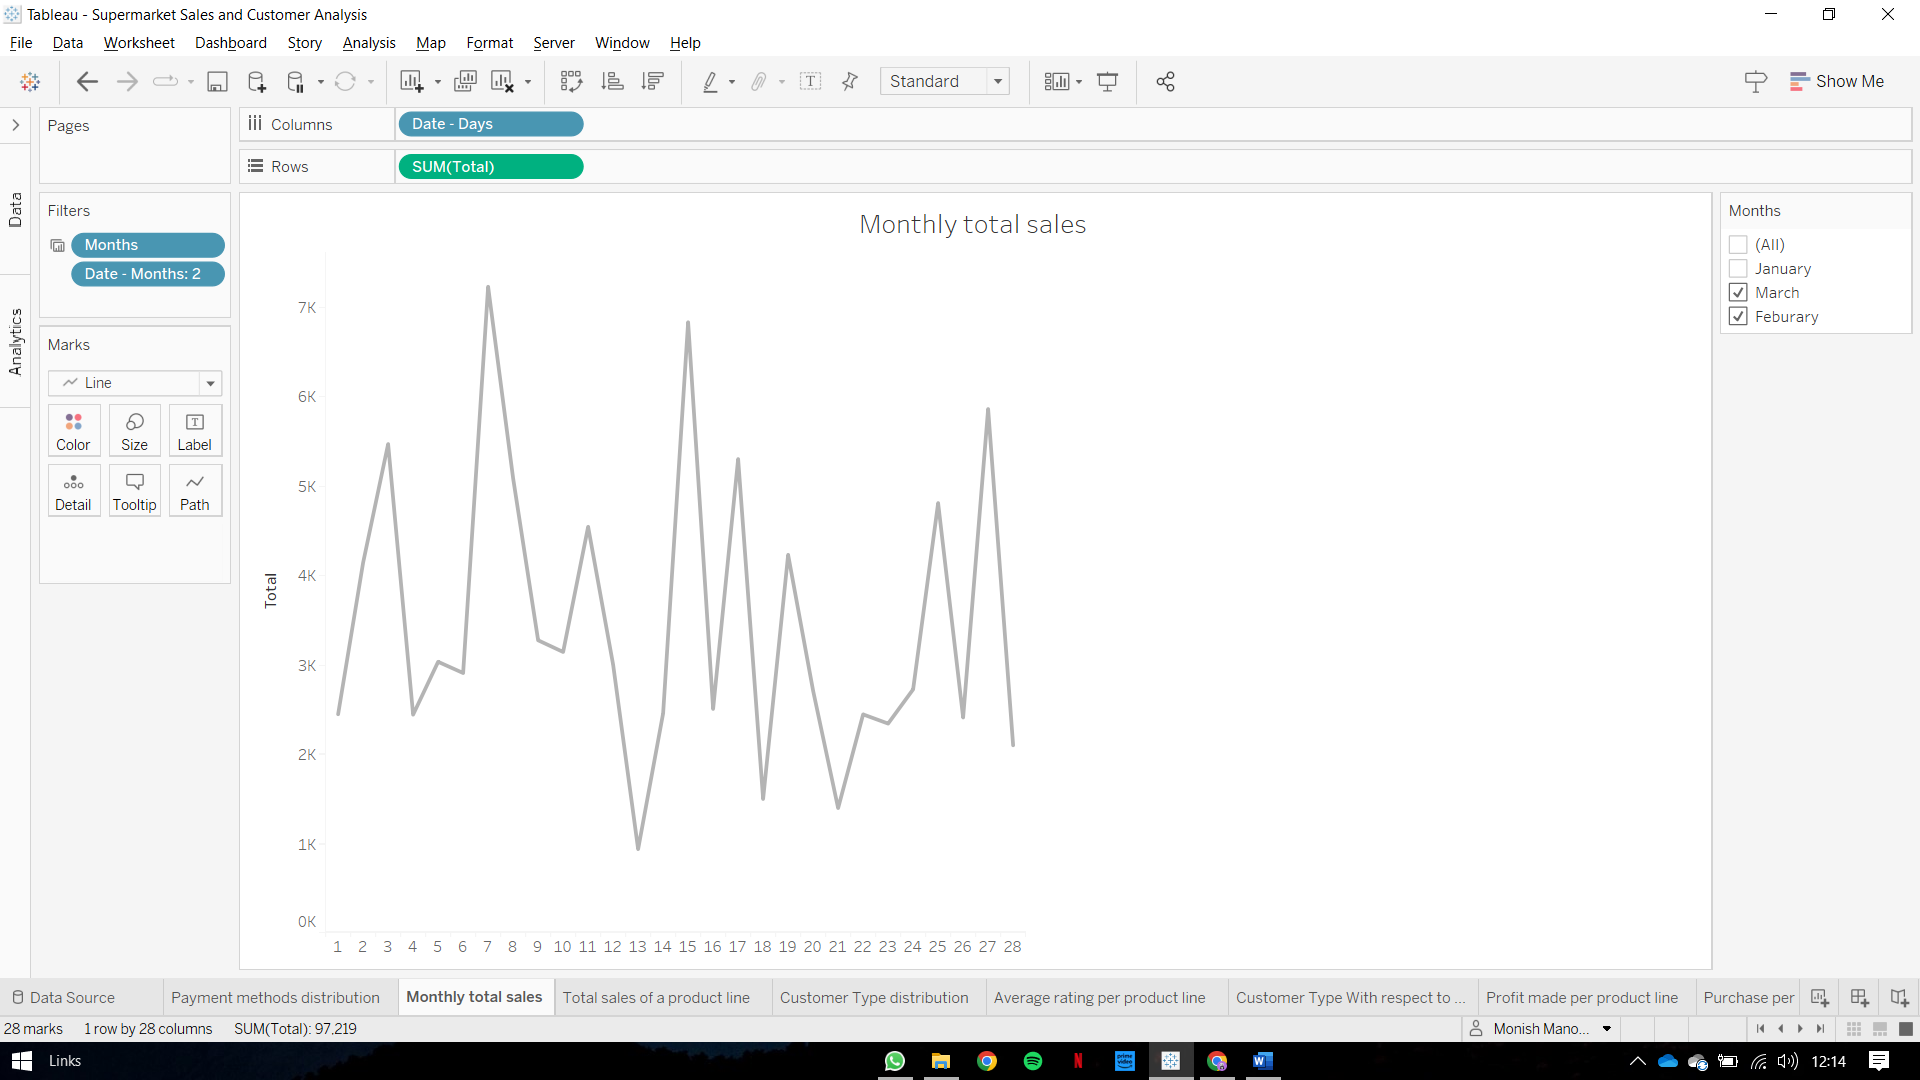 Tableau - Supermarket Sales and Customer Analysis
File Data Worksheet Dashboard Story Analysis Map Format Server Window Help
Standard
Show Me
Pages
Columns
Date - Days
Rows
SUM(Total)
Data
Analytics
Filters
Months
Date - Months: 2
Marks
Line
Color Size Label
Detail Tooltip Path
Monthly total sales
Total
7K
6K
5K
4K
3K
2K
1K
0K
1 2 3 4 5 6 7 8 9 10 11 12 13 14 15 16 17 18 19 20 21 22 23 24 25 26 27 28
Months
(All)
January
March
Feburary
Data Source Payment methods distribution Monthly total sales Total sales of a product line Customer Type distribution Average rating per product line Customer Type With respect to ... Profit made per product line Purchase per
28 marks 1 row by 28 columns SUM(Total): 97,219 Monish Mano...
Links 12:14